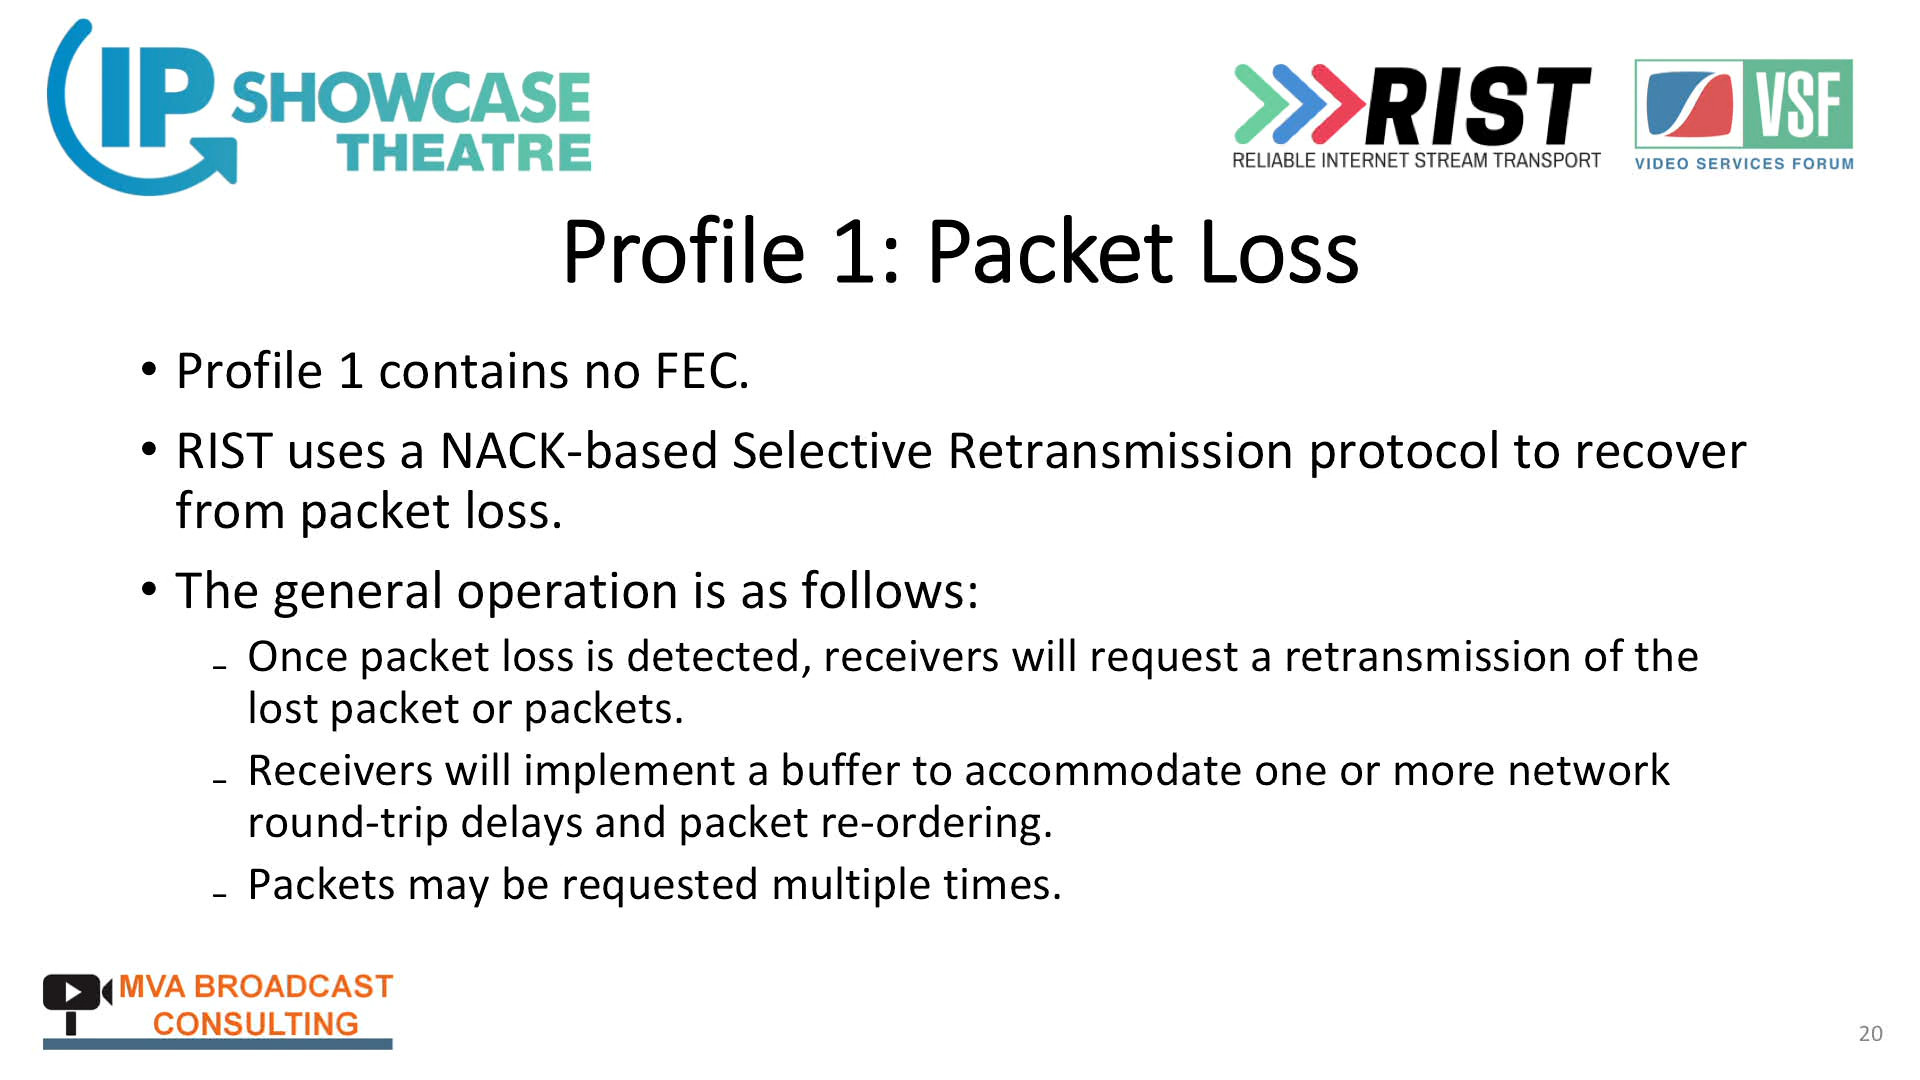 IP SHOWCASE
THEATRE
RIST
RELIABLE INTERNET STREAM TRANSPORT
VSF
VIDEO SERVICES FORUM
Profile 1: Packet Loss
• Profile 1 contains no FEC.
• RIST uses a NACK-based Selective Retransmission protocol to recover
from packet loss.
• The general operation is as follows:
– Once packet loss is detected, receivers will request a retransmission of the
lost packet or packets.
– Receivers will implement a buffer to accommodate one or more network
round-trip delays and packet re-ordering.
– Packets may be requested multiple times.
MVA BROADCAST
CONSULTING
20